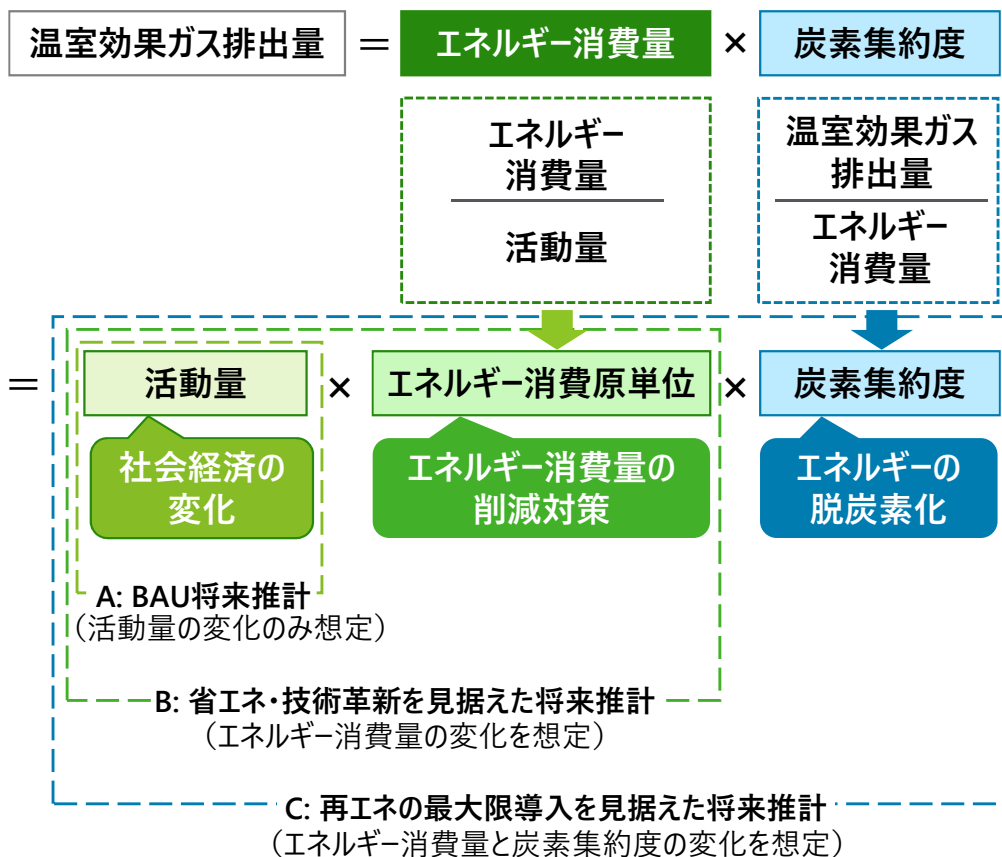 温室効果ガス排出量 ＝ エネルギー消費量 × 炭素集約度
エネルギー
消費量
活動量
温室効果ガス
排出量
エネルギー
消費量
＝ 活動量 × エネルギー消費原単位 × 炭素集約度
社会経済の
変化
エネルギー消費量の
削減対策
エネルギーの
脱炭素化
A: BAU将来推計
（活動量の変化のみ想定）
B: 省エネ・技術革新を見据えた将来推計
（エネルギー消費量の変化を想定）
C: 再エネの最大限導入を見据えた将来推計
（エネルギー消費量と炭素集約度の変化を想定）